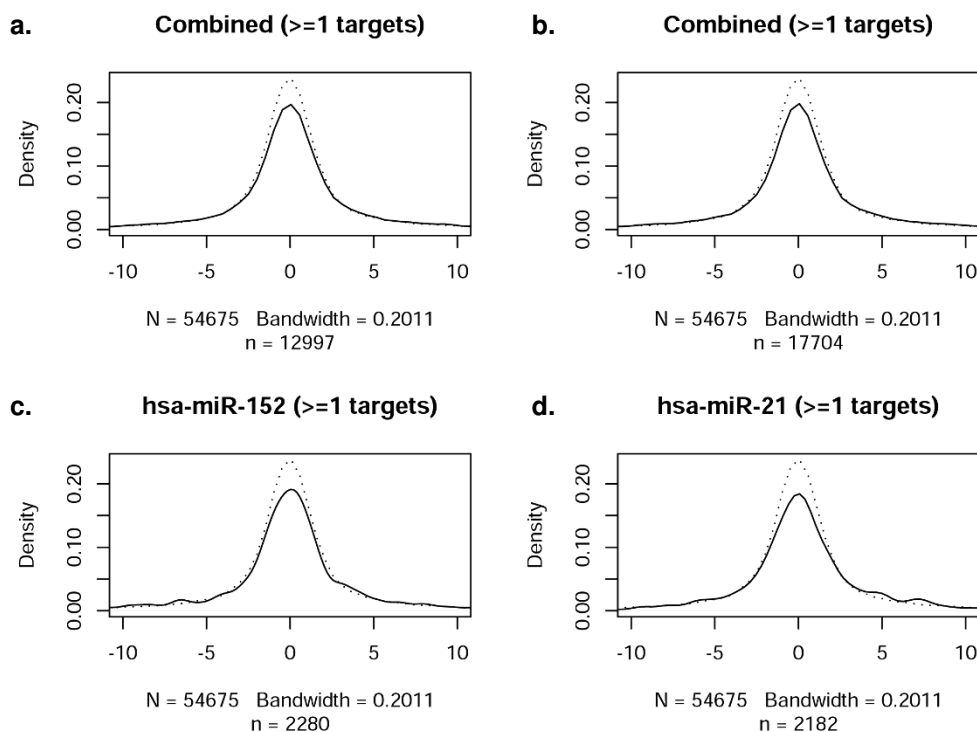 a.
Combined (>=1 targets)
Density
0.00
0.10
0.20
-10
-5
0
5
10
N = 54675 Bandwidth = 0.2011
n = 12997
b.
Combined (>=1 targets)
Density
0.00
0.10
0.20
-10
-5
0
5
10
N = 54675 Bandwidth = 0.2011
n = 17704
c.
hsa-miR-152 (>=1 targets)
Density
0.00
0.10
0.20
-10
-5
0
5
10
N = 54675 Bandwidth = 0.2011
n = 2280
d.
hsa-miR-21 (>=1 targets)
Density
0.00
0.10
0.20
-10
-5
0
5
10
N = 54675 Bandwidth = 0.2011
n = 2182